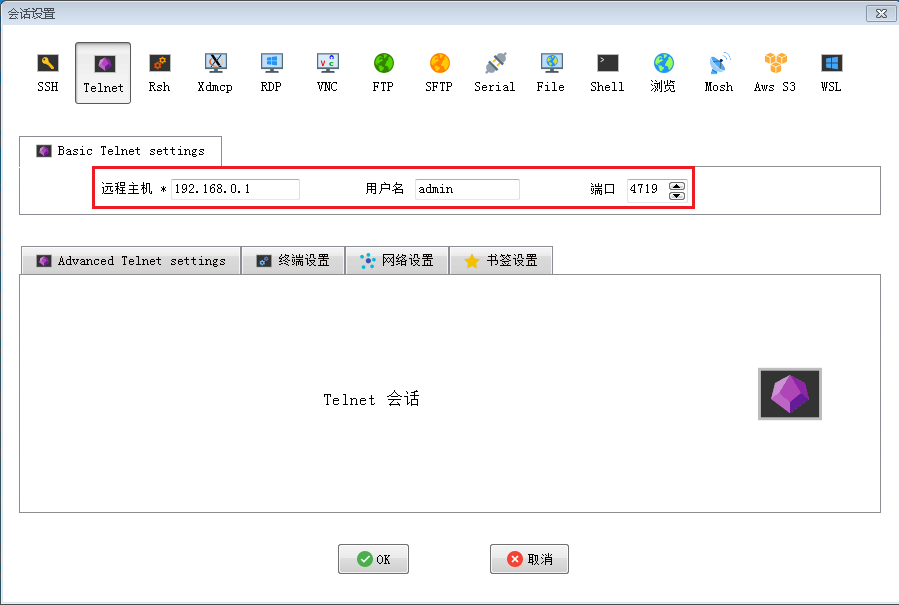 会话设置
SSH Telnet Rsh Xdmcp RDP VNC FTP SFTP Serial File Shell 浏览 Mosh Aws S3 WSL
Basic Telnet settings
远程主机 * 192.168.0.1 用户名 admin 端口 4719
Advanced Telnet settings 终端设置 网络设置 书签设置
Telnet 会话
OK 取消